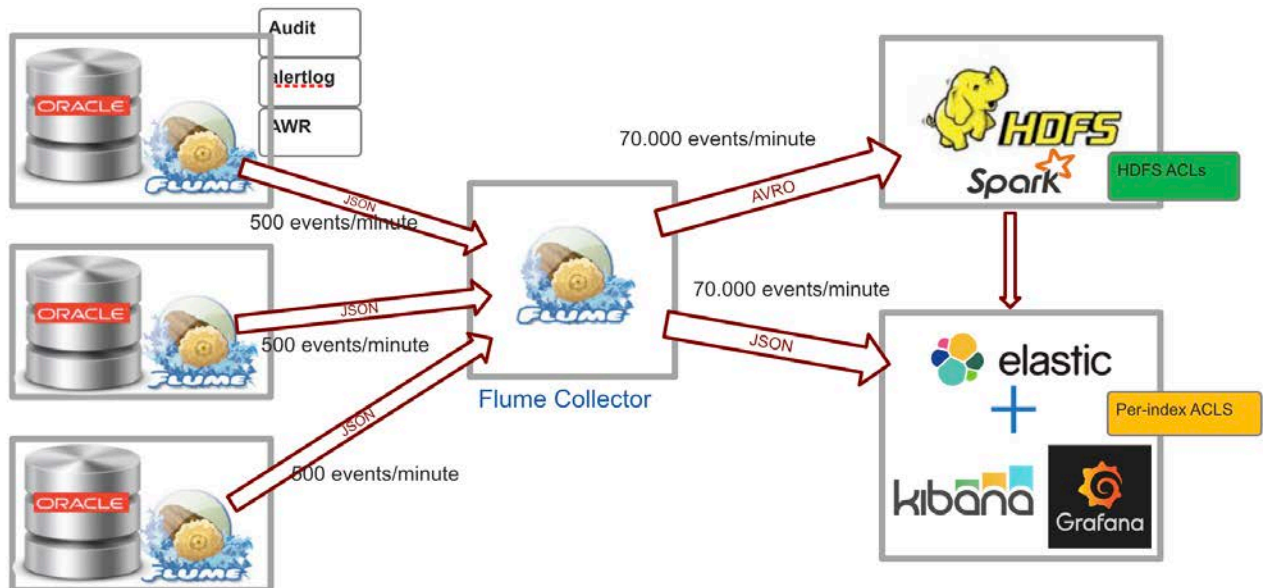 Audit
alertlog
AWR
ORACLE
FLUME
JSON
500 events/minute
ORACLE
FLUME
JSON
500 events/minute
ORACLE
FLUME
JSON
500 events/minute
FLUME
Flume Collector
70.000 events/minute
AVRO
70.000 events/minute
JSON
HDFS
Spark
HDFS ACLs
elastic
+
Per-index ACLS
kibana
Grafana